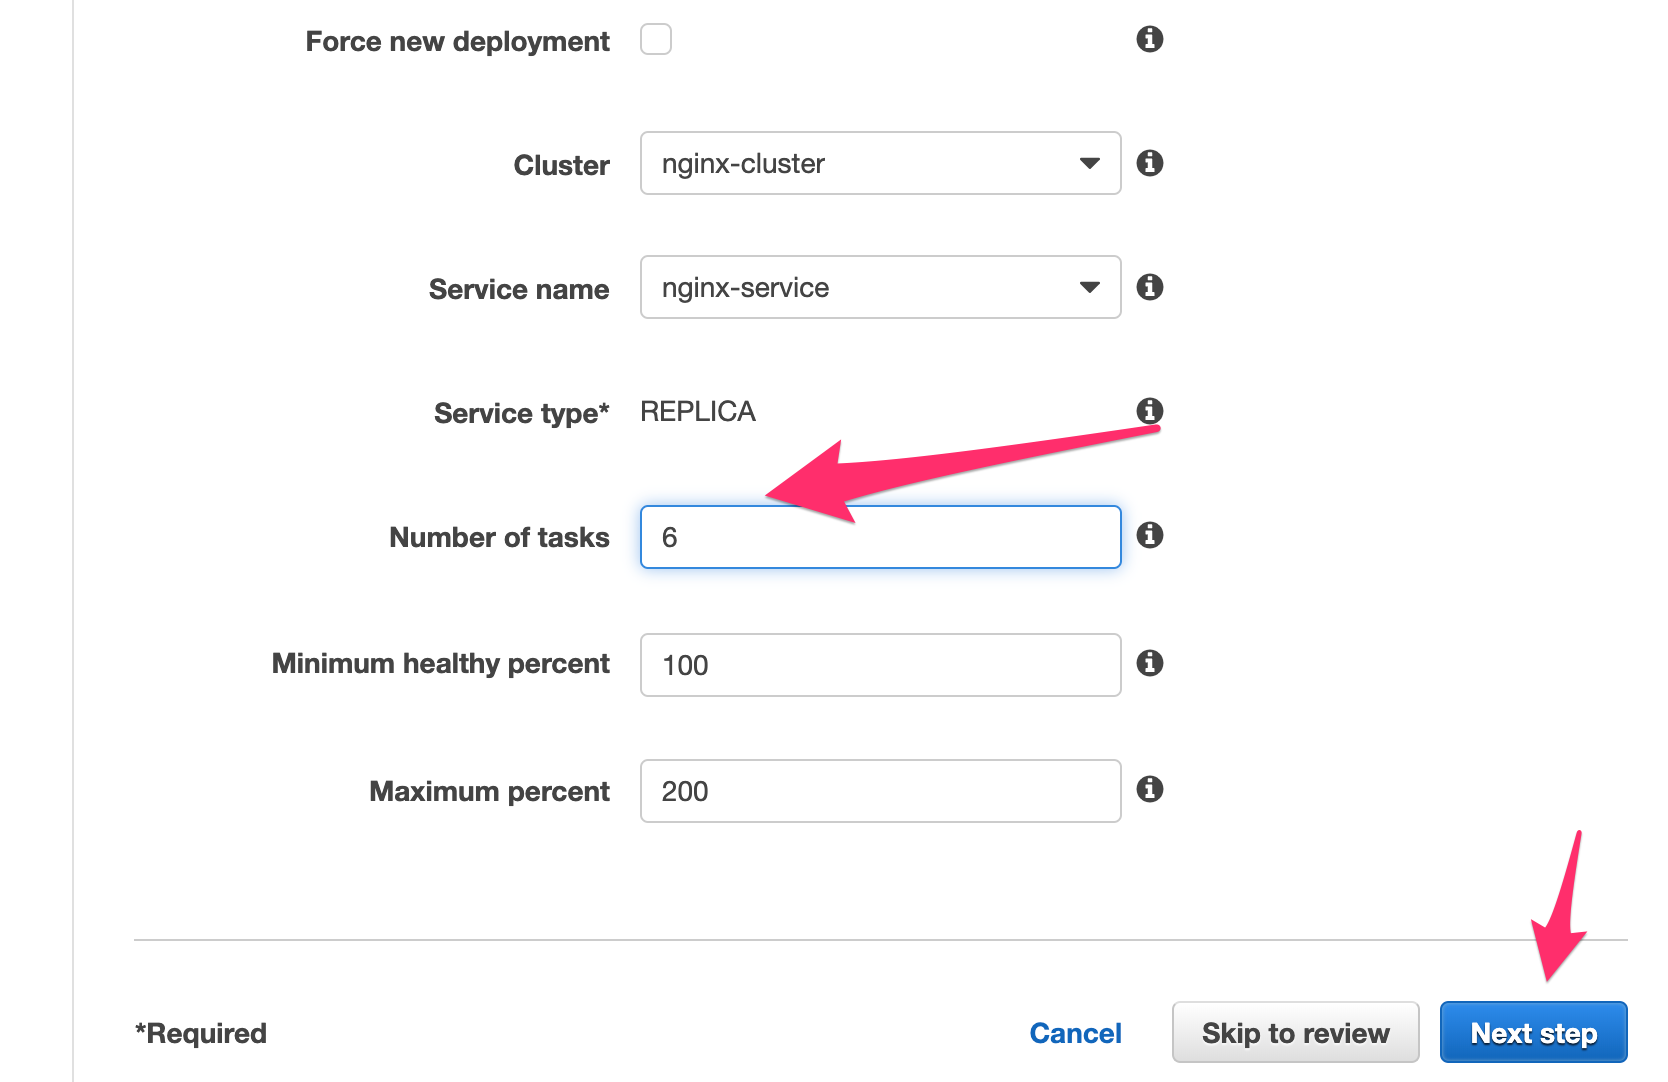 Force new deployment
Cluster nginx-cluster
Service name nginx-service
Service type* REPLICA
Number of tasks 6
Minimum healthy percent 100
Maximum percent 200
*Required Cancel Skip to review Next step